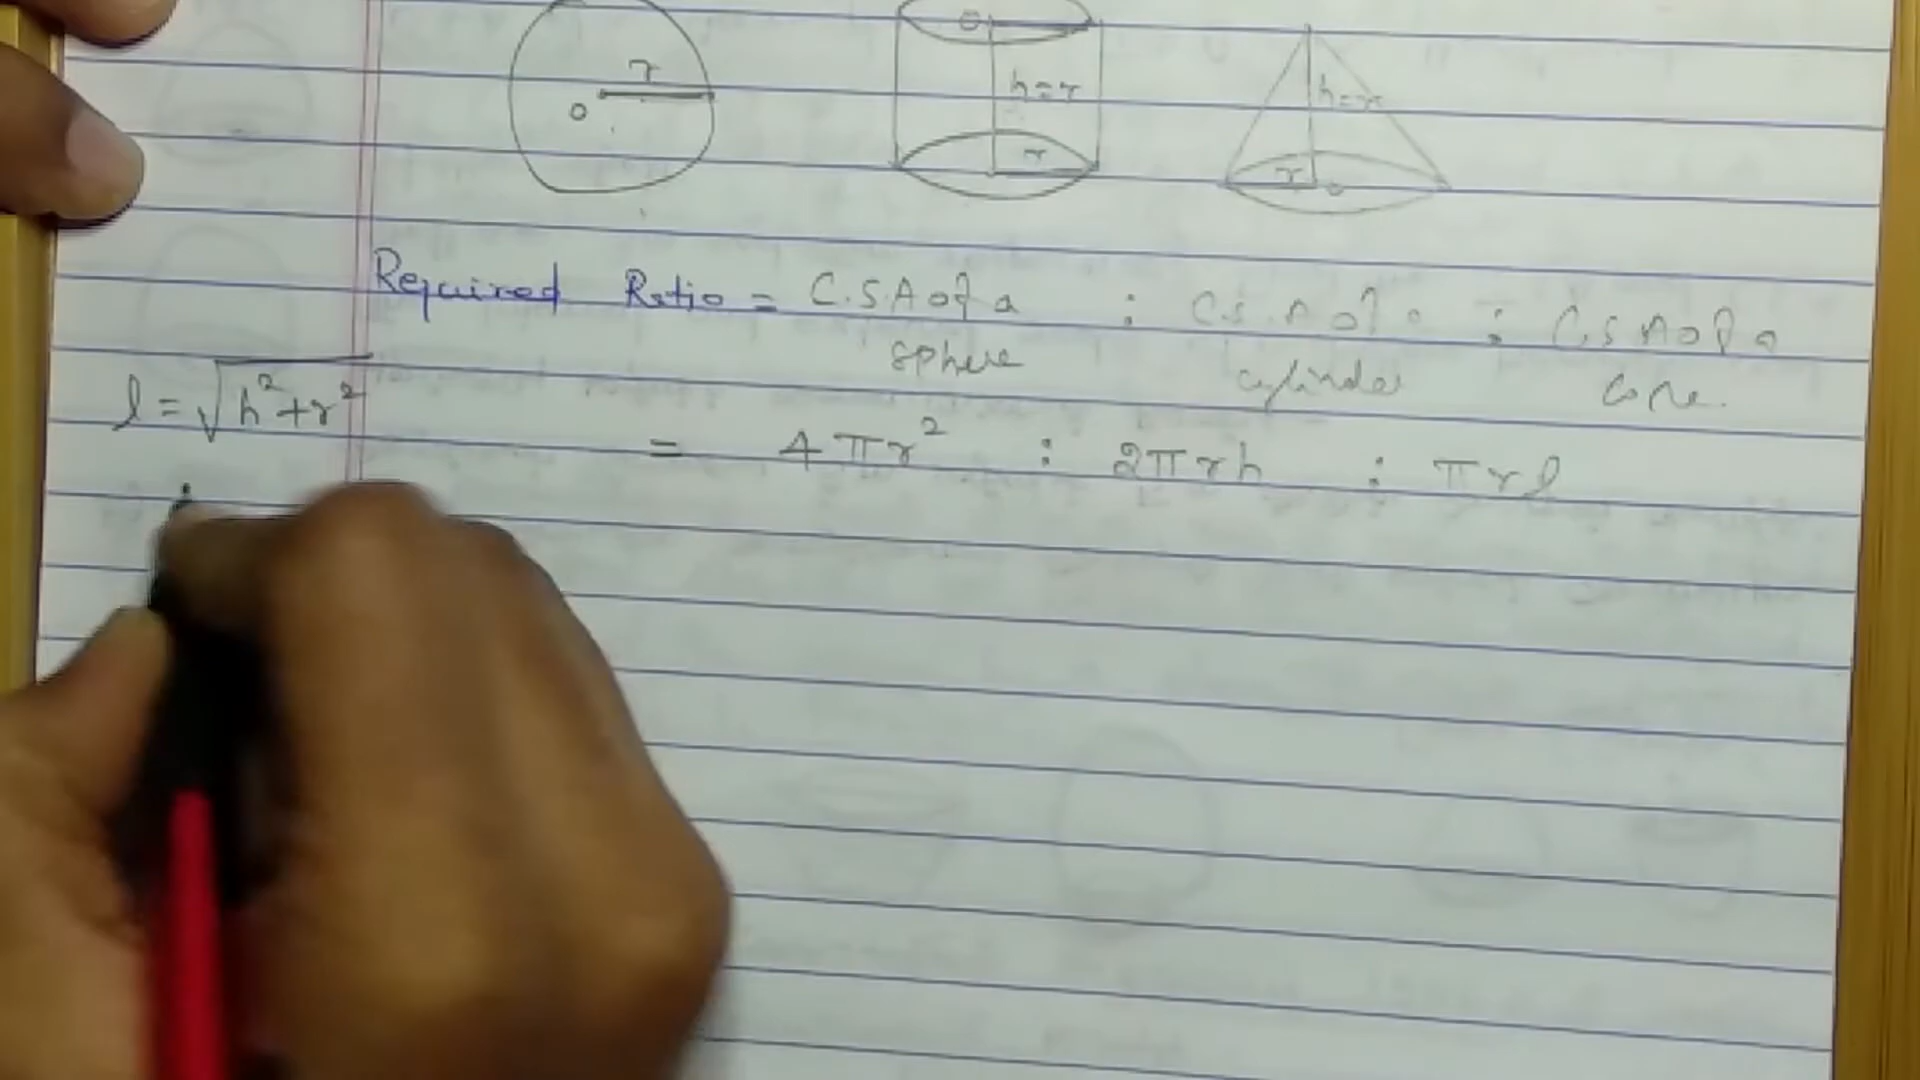 r
o
o
h=r
r
h=r
r
o
Required Ratio = C.S.A of a : C.S.A of a : C.S.A of a
sphere cylinder cone.
l = √h²+r²
= 4πr² : 2πrh : πrl